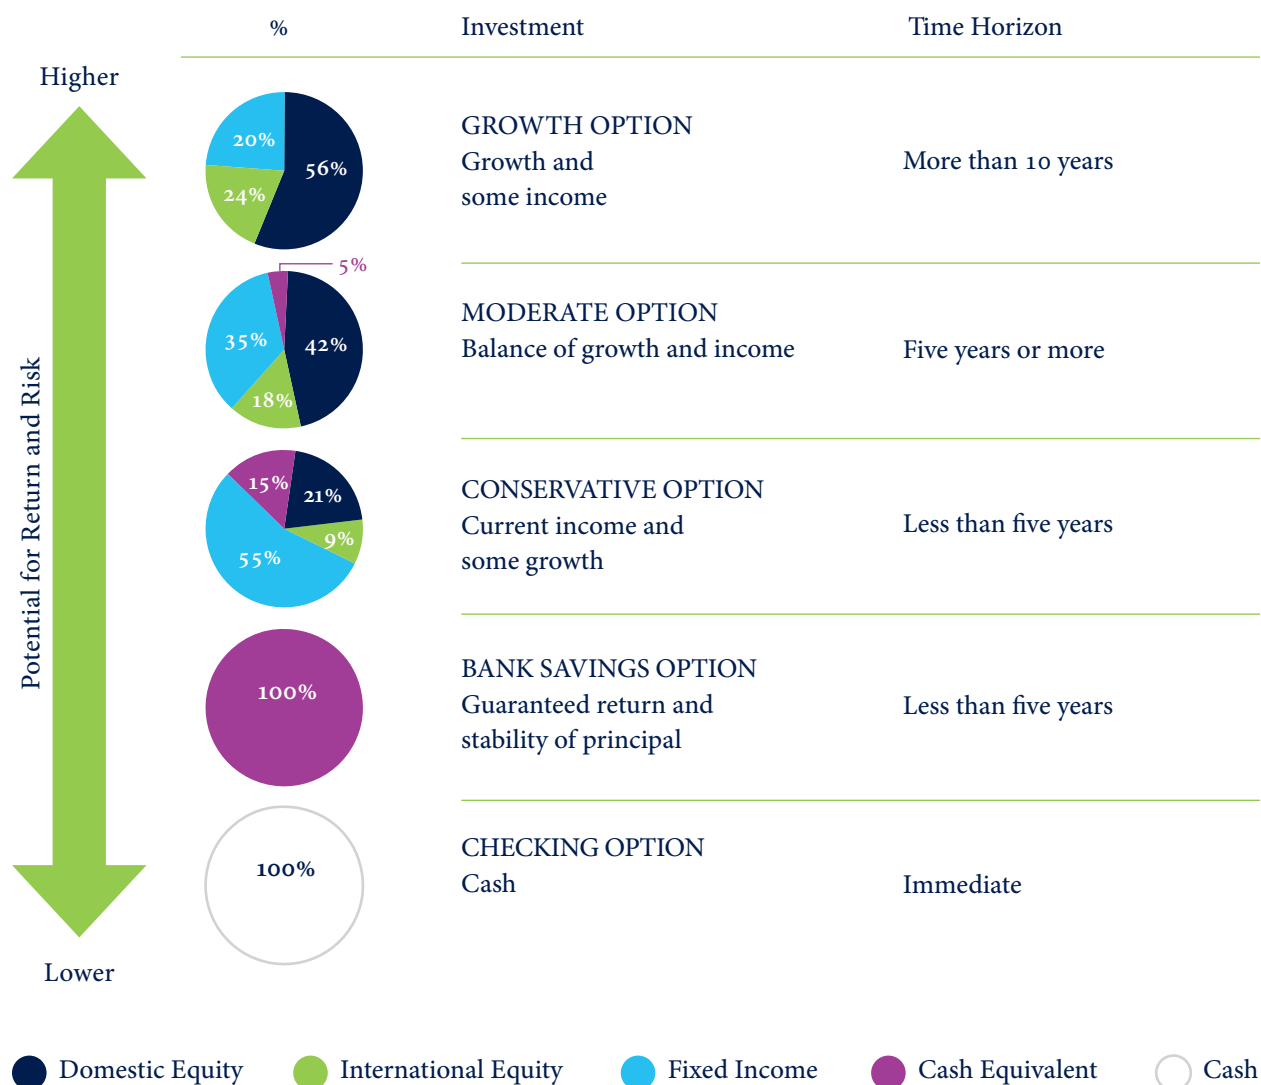 %
Investment
Time Horizon
Higher
Potential for Return and Risk
Lower
20%
56%
24%
GROWTH OPTION
Growth and
some income
More than 10 years
5%
35%
42%
18%
MODERATE OPTION
Balance of growth and income
Five years or more
15%
21%
9%
55%
CONSERVATIVE OPTION
Current income and
some growth
Less than five years
100%
BANK SAVINGS OPTION
Guaranteed return and
stability of principal
Less than five years
100%
CHECKING OPTION
Cash
Immediate
Domestic Equity
International Equity
Fixed Income
Cash Equivalent
Cash